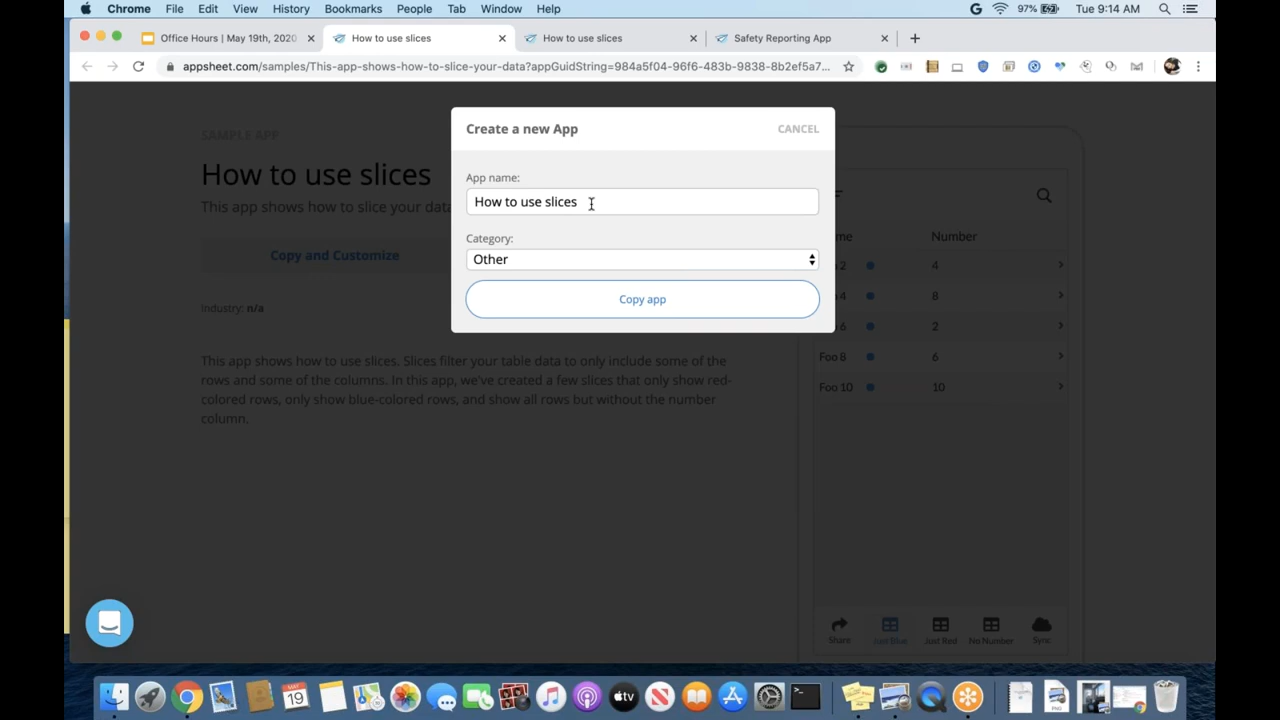 Chrome File Edit View History Bookmarks People Tab Window Help
G 97% Tue 9:14 AM
Office Hours | May 19th, 2020
How to use slices
How to use slices
Safety Reporting App
appsheet.com/samples/This-app-shows-how-to-slice-your-data?appGuidString=984a5f04-96f6-483b-9838-8b2ef5a7...
SAMPLE APP
How to use slices
This app shows how to slice your data
Copy and Customize
Industry: n/a
This app shows how to use slices. Slices filter your table data to only include some of the
rows and some of the columns. In this app, we've created a few slices that only show red-
colored rows, only show blue-colored rows, and show all rows but without the number
column.
Create a new App CANCEL
App name:
How to use slices
Category:
Other
Copy app
me Number
2 4
4 8
6 2
Foo 8 6
Foo 10 10
Share Just Blue Just Red No Number Sync
MAY
19
tv